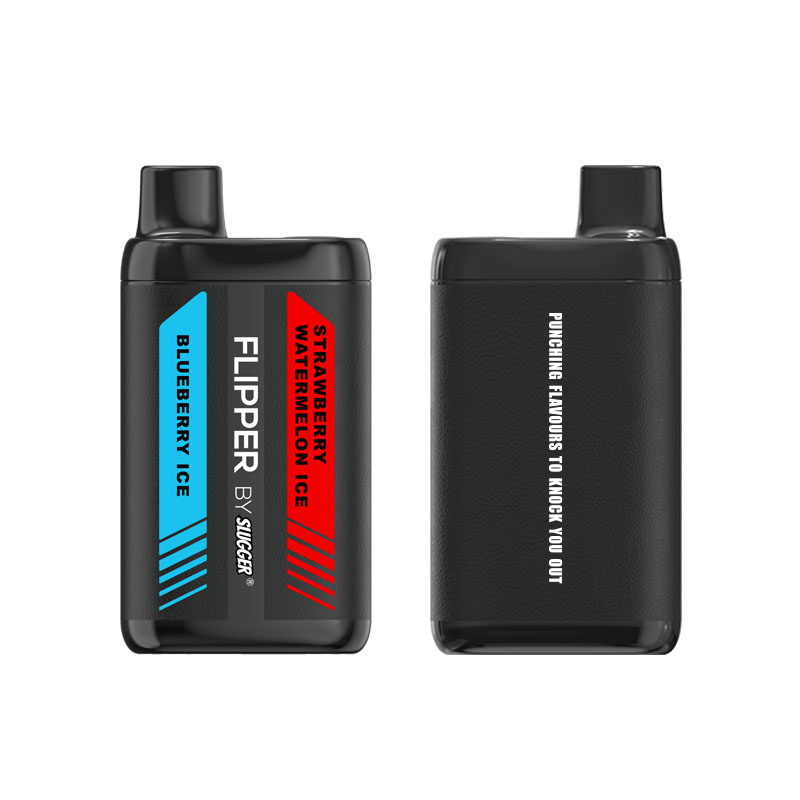 BLUEBERRY ICE
FLIPPER BY SLUGGER®
STRAWBERRY
WATERMELON ICE
PUNCHING FLAVOURS TO KNOCK YOU OUT